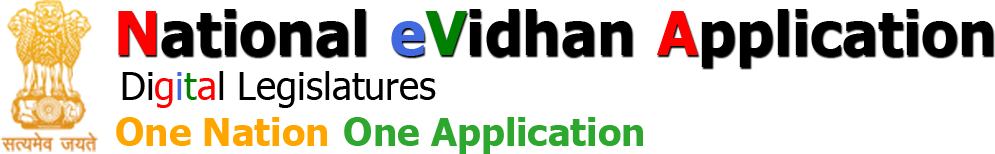 National eVidhan Application
Digital Legislatures
One Nation One Application
सत्यमेव जयते